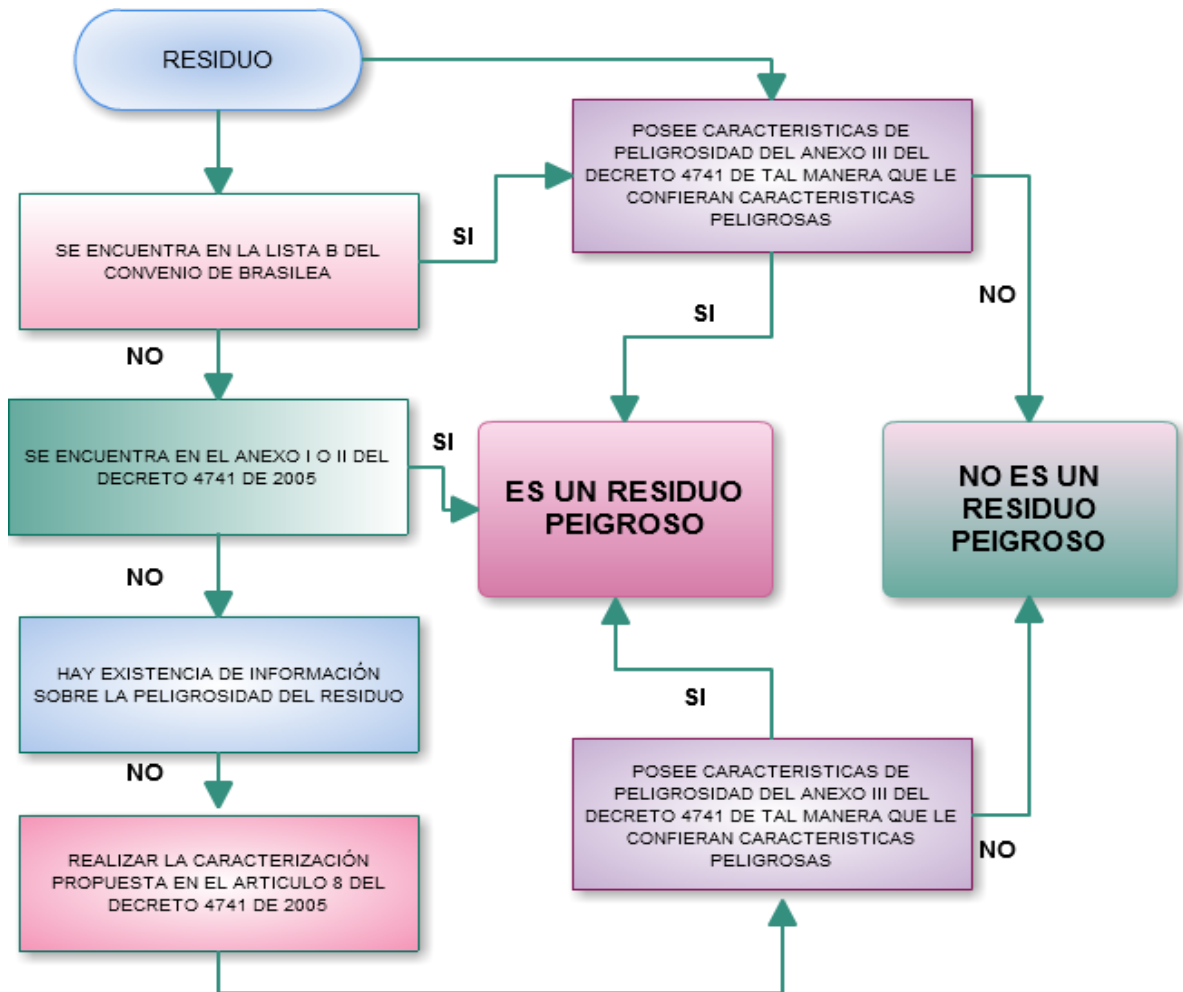 RESIDUO
POSEE CARACTERISTICAS DE
PELIGROSIDAD DEL ANEXO III DEL
DECRETO 4741 DE TAL MANERA QUE LE
CONFIERAN CARACTERISTICAS
PELIGROSAS
SE ENCUENTRA EN LA LISTA B DEL
CONVENIO DE BRASILEA
SI
NO
SI
NO
SE ENCUENTRA EN EL ANEXO I O II DEL
DECRETO 4741 DE 2005
SI
ES UN RESIDUO
PEIGROSO
NO ES UN
RESIDUO
PEIGROSO
NO
HAY EXISTENCIA DE INFORMACIÓN
SOBRE LA PELIGROSIDAD DEL RESIDUO
SI
NO
POSEE CARACTERISTICAS DE
PELIGROSIDAD DEL ANEXO III DEL
DECRETO 4741 DE TAL MANERA QUE LE
CONFIERAN CARACTERISTICAS
PELIGROSAS
NO
REALIZAR LA CARACTERIZACIÓN
PROPUESTA EN EL ARTICULO 8 DEL
DECRETO 4741 DE 2005